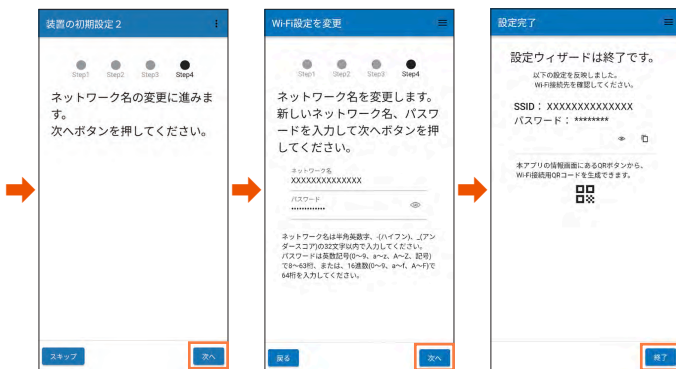 装置の初期設定２
Step1 Step2 Step3 Step4
ネットワーク名の変更に進みま
す。
次へボタンを押してください。
スキップ
次へ
Wi-Fi設定を変更
Step1 Step2 Step3 Step4
ネットワーク名を変更します。
新しいネットワーク名、パスワ
ードを入力して次へボタンを押
してください。
ネットワーク名
XXXXXXXXXXXXXX
パスワード
••••••••••••
ネットワーク名は半角英数字、-(ハイフン)、_(アン
ダースコア)の32文字以内で入力してください。
パスワードは英数記号(0～9、a～z、A～Z、記号)
で8～63桁、または、16進数(0～9、a～f、A～F)で
64桁を入力してください。
戻る
次へ
設定完了
設定ウィザードは終了です。
以下の設定を反映しました。
Wi-Fi接続先を確認してください。
SSID： XXXXXXXXXXXXXX
パスワード： ********
本アプリの情報画面にあるQRボタンから、
Wi-Fi接続用QRコードを生成できます。
終了